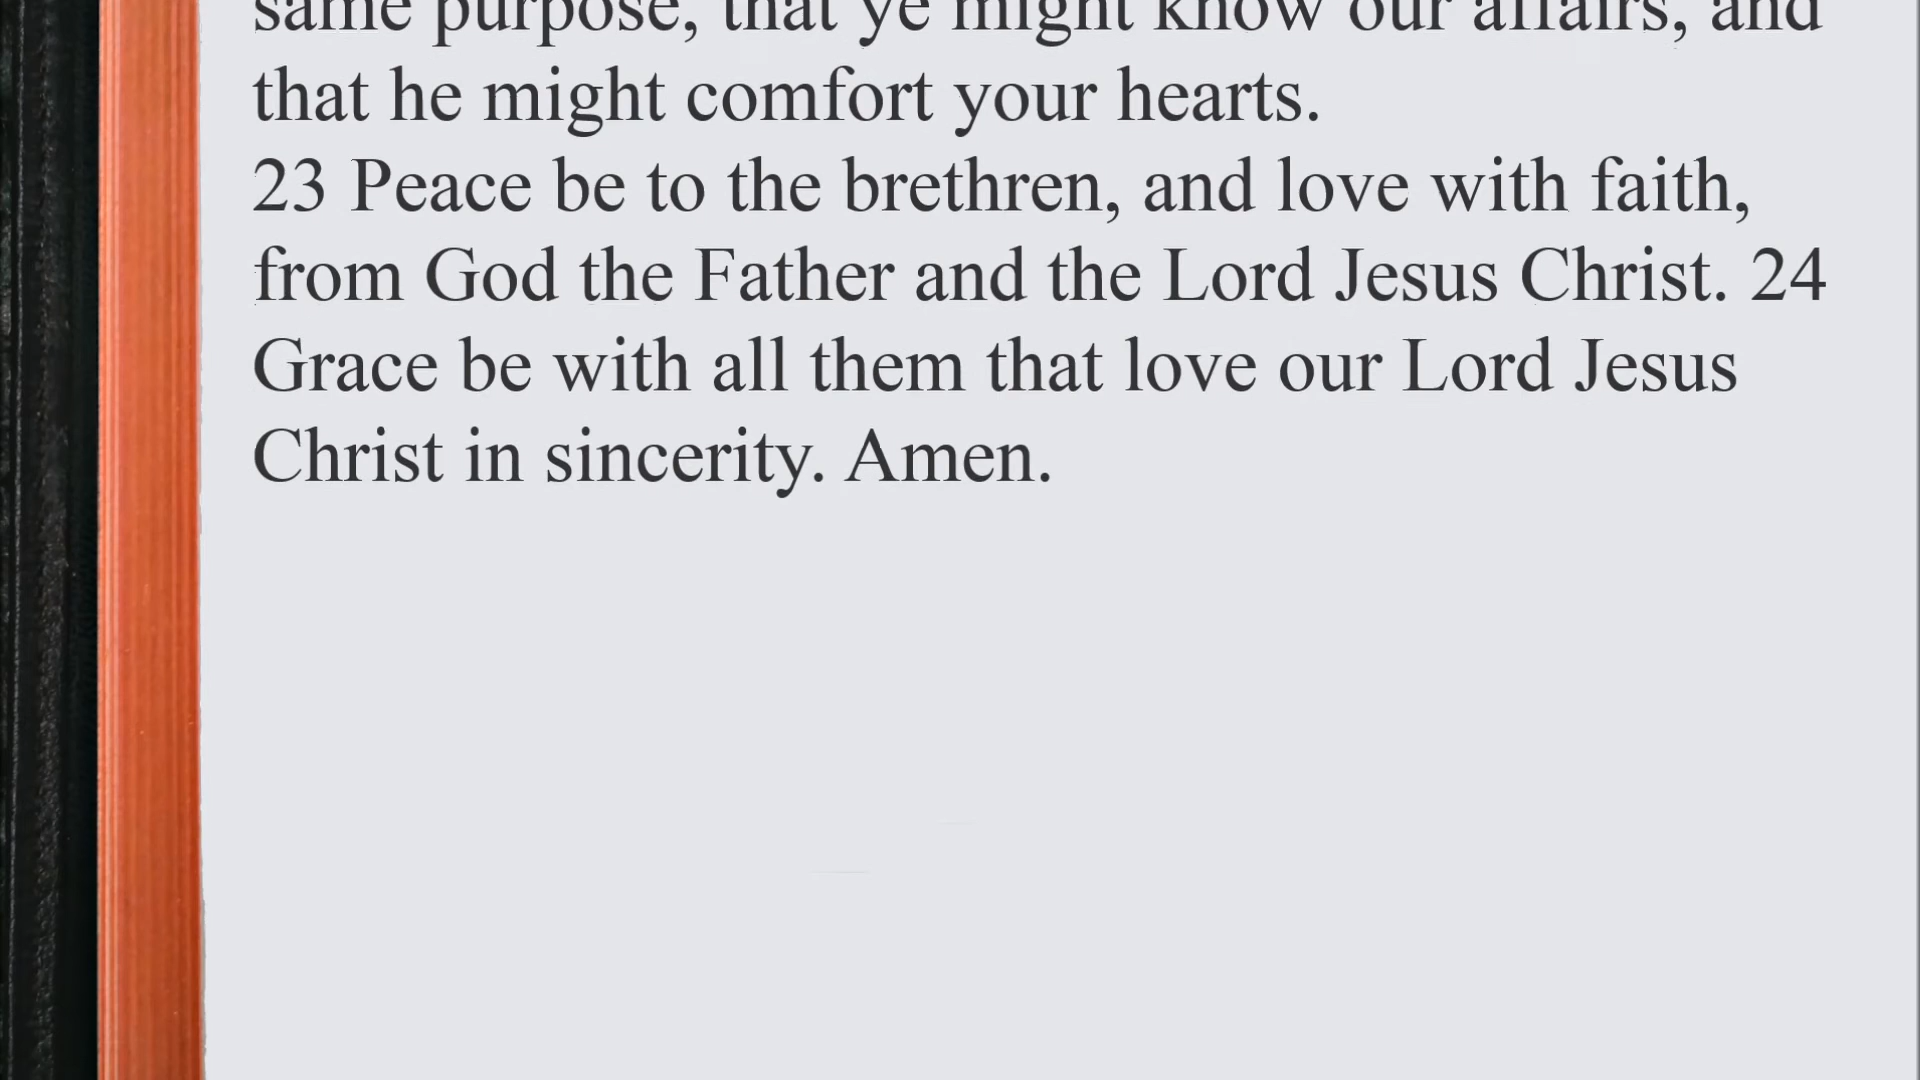 same purpose, that ye might know our affairs, and
that he might comfort your hearts.
23 Peace be to the brethren, and love with faith,
from God the Father and the Lord Jesus Christ. 24
Grace be with all them that love our Lord Jesus
Christ in sincerity. Amen.